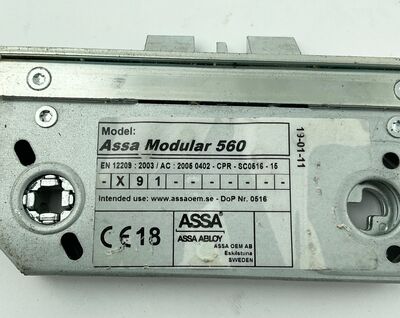 Model:
Assa Modular 560
EN 12209 : 2003 / AC : 2005 0402 - CPR - SC0516 - 15
- X 9 1 - - - - - - -
Intended use: www.assaoem.se - DoP Nr. 0516
CE 18
ASSA
ASSA ABLOY
ASSA OEM AB
Eskilstuna
SWEDEN
19-01-11